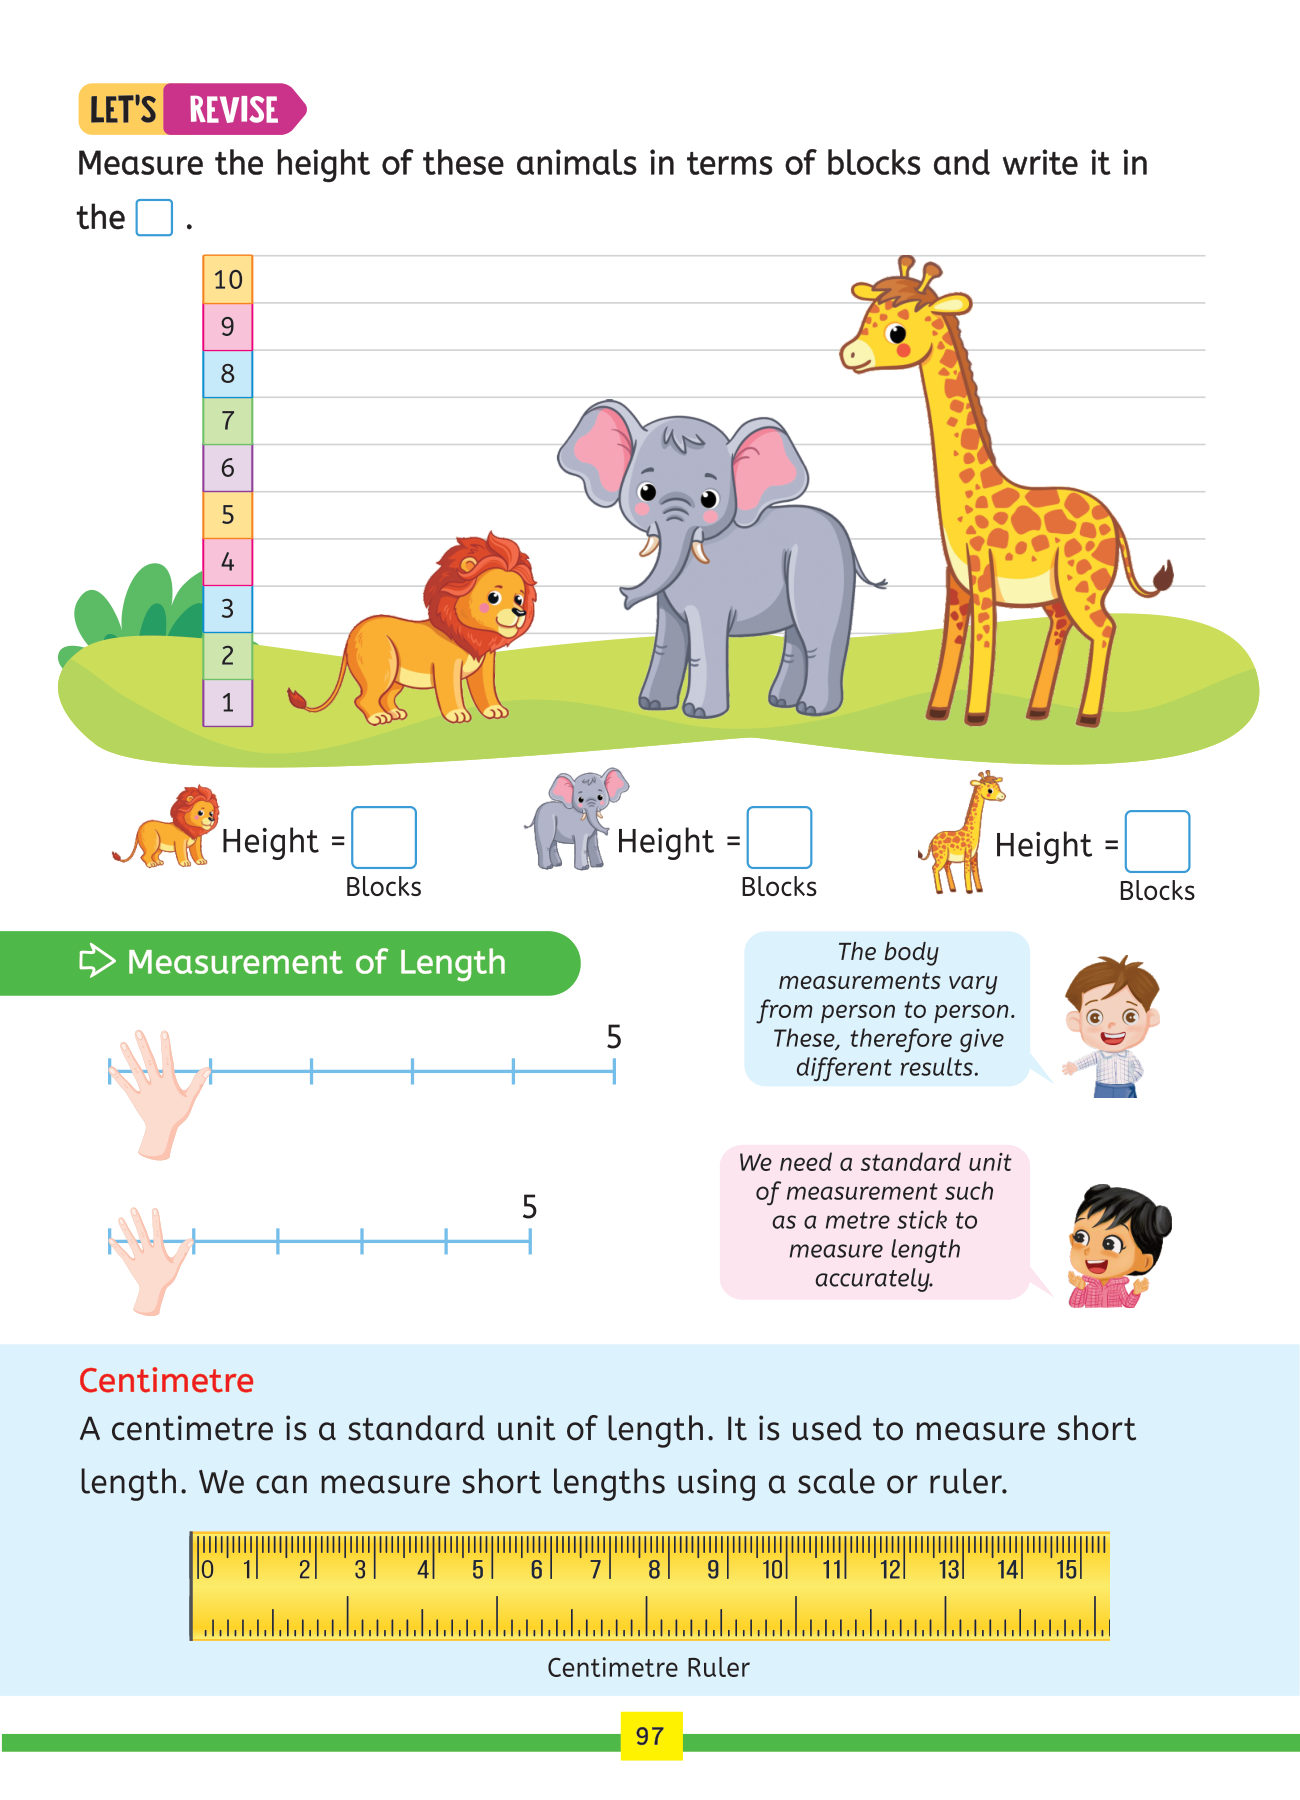 LET'S REVISE
Measure the height of these animals in terms of blocks and write it in
the .
10
9
8
7
6
5
4
3
2
1
Height =
Blocks
Height =
Blocks
Height =
Blocks
Measurement of Length
5
5
The body
measurements vary
from person to person.
These, therefore give
different results.
We need a standard unit
of measurement such
as a metre stick to
measure length
accurately.
Centimetre
A centimetre is a standard unit of length. It is used to measure short
length. We can measure short lengths using a scale or ruler.
0 1 2 3 4 5 6 7 8 9 10 11 12 13 14 15
Centimetre Ruler
97